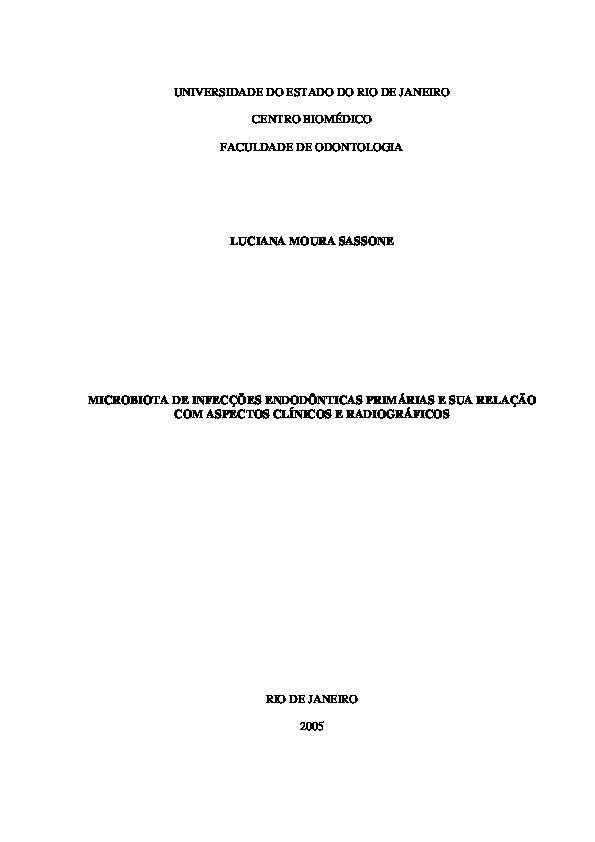 UNIVERSIDADE DO ESTADO DO RIO DE JANEIRO
CENTRO BIOMÉDICO
FACULDADE DE ODONTOLOGIA
LUCIANA MOURA SASSONE
MICROBIOTA DE INFECÇÕES ENDODÔNTICAS PRIMÁRIAS E SUA RELAÇÃO
COM ASPECTOS CLÍNICOS E RADIOGRÁFICOS
RIO DE JANEIRO
2005